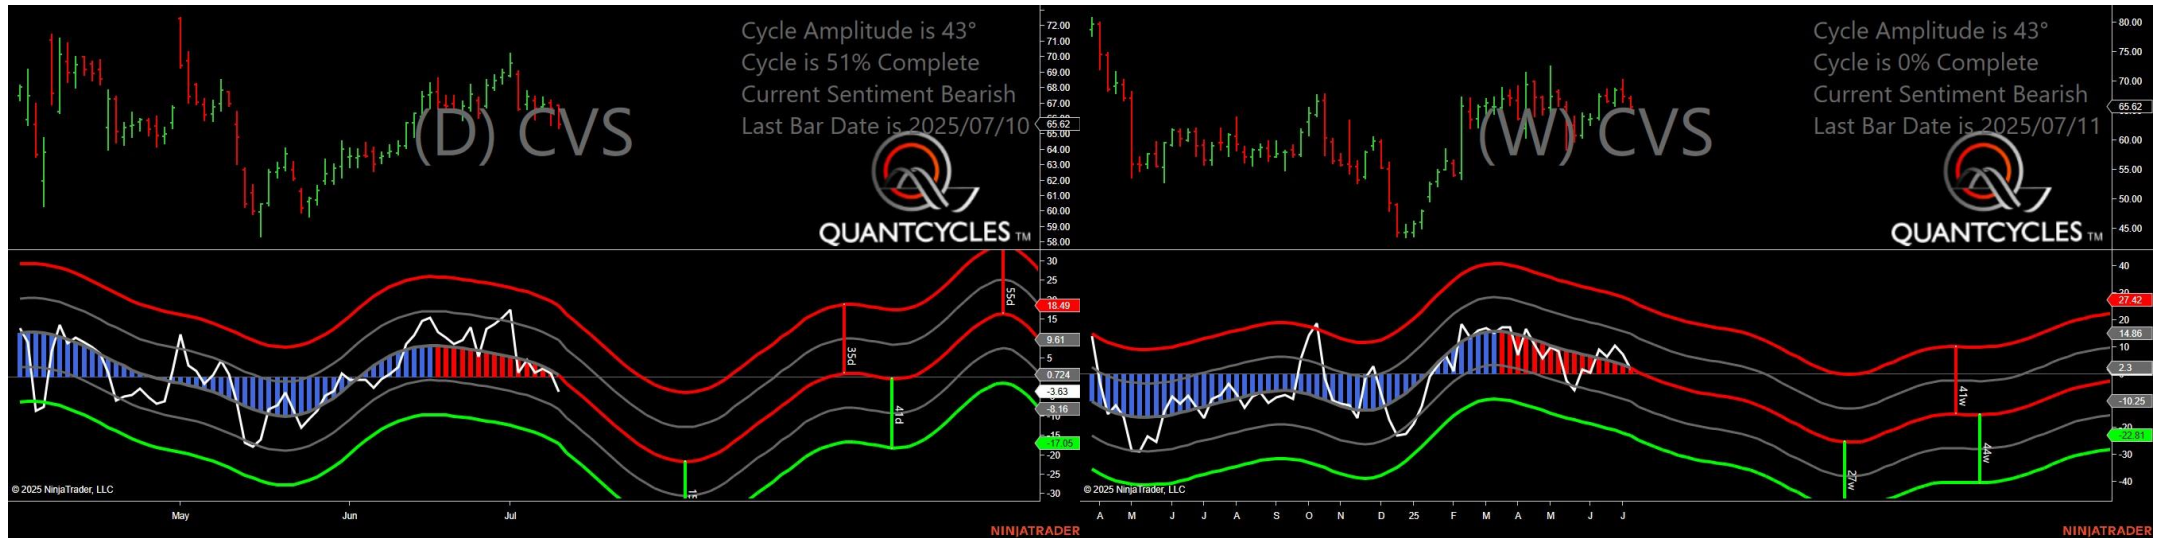 Cycle Amplitude is 43°
Cycle is 51% Complete
Current Sentiment Bearish
Last Bar Date is 2025/07/10
(D) CVS
QUANTCYCLES TM
72.00
71.00
70.00
69.00
68.00
67.00
66.00
65.62
65.00
64.00
63.00
62.00
61.00
60.00
59.00
58.00
30
25
18.49
15
9.61
5
0.724
-3.63
-8.16
-10
-15
-17.05
-20
-25
-30
35d
41d
55d
© 2025 NinjaTrader, LLC
May
Jun
Jul
NINJATRADER
Cycle Amplitude is 43°
Cycle is 0% Complete
Current Sentiment Bearish
Last Bar Date is 2025/07/11
(W) CVS
QUANTCYCLES TM
80.00
75.00
70.00
65.62
60.00
55.00
50.00
45.00
40
27.42
20
14.86
10
2.3
-10.25
-20
-22.81
-30
-40
27w
41w
44w
© 2025 NinjaTrader, LLC
A M J J A S O N D 25 F M A M J J
NINJATRADER